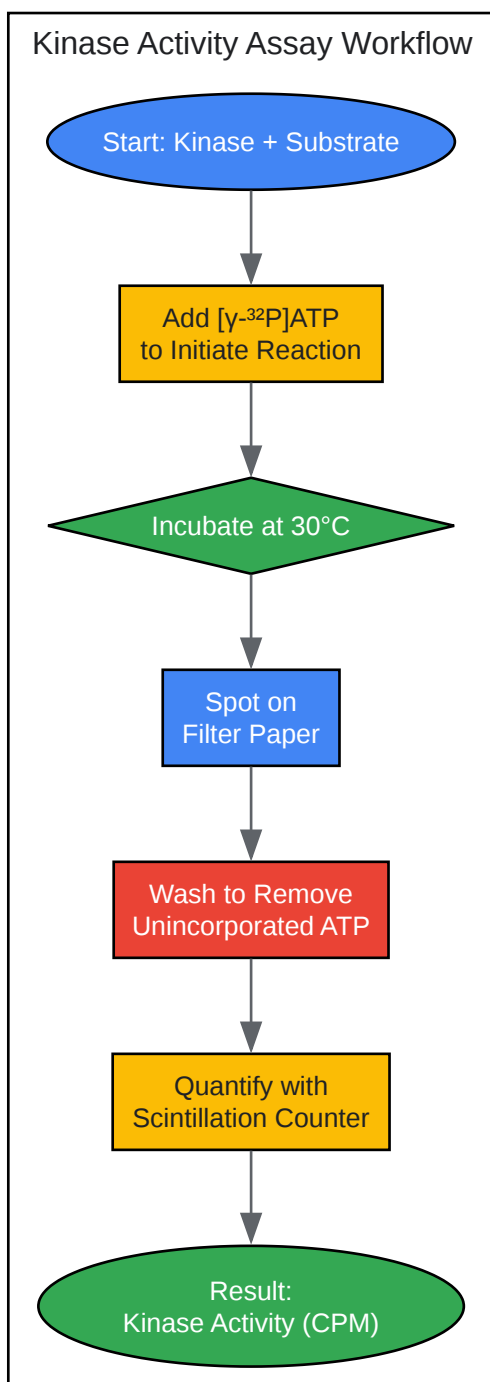 Kinase Activity Assay Workflow
Start: Kinase + Substrate
Add [γ-³²P]ATP
to Initiate Reaction
Incubate at 30°C
Spot on
Filter Paper
Wash to Remove
Unincorporated ATP
Quantify with
Scintillation Counter
Result:
Kinase Activity (CPM)